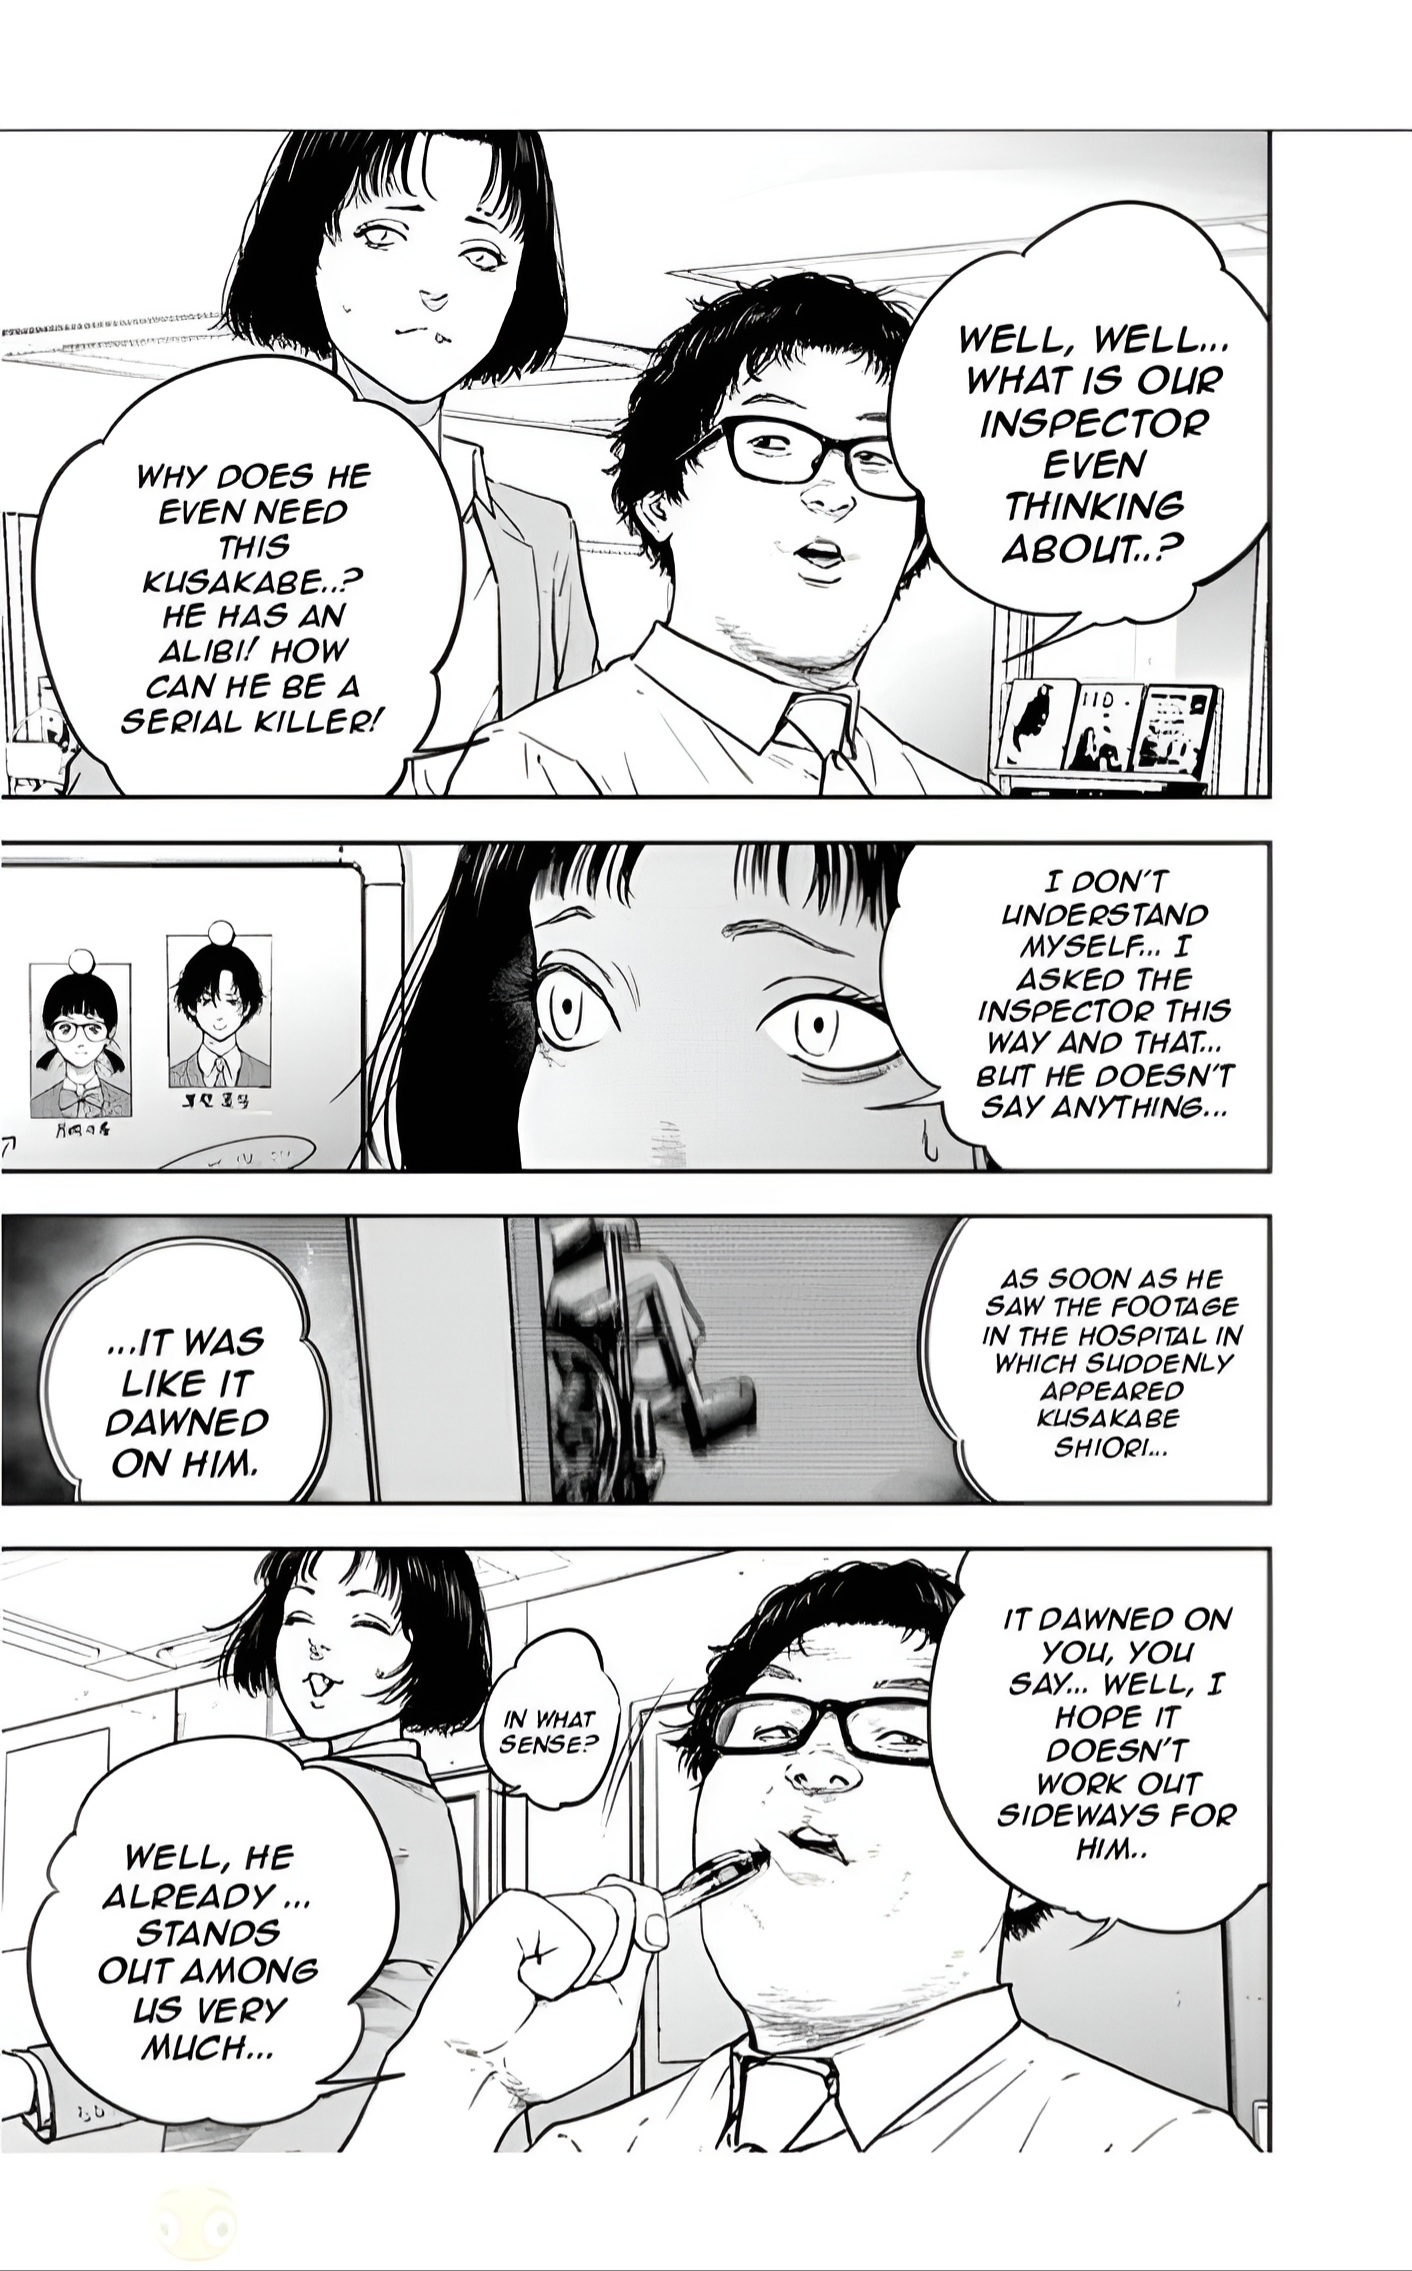 WELL, WELL...
WHAT IS OUR
INSPECTOR
EVEN
THINKING
ABOUT..?
WHY DOES HE
EVEN NEED
THIS
KUSAKABE..?
HE HAS AN
ALIBI! HOW
CAN HE BE A
SERIAL KILLER!
I DON'T
UNDERSTAND
MYSELF... I
ASKED THE
INSPECTOR THIS
WAY AND THAT...
BUT HE DOESN'T
SAY ANYTHING...
AS SOON AS HE
SAW THE FOOTAGE
IN THE HOSPITAL IN
WHICH SUDDENLY
APPEARED
KUSAKABE
SHIORI...
...IT WAS
LIKE IT
DAWNED
ON HIM.
IT DAWNED ON
YOU, YOU
SAY... WELL, I
HOPE IT
DOESN'T
WORK OUT
SIDEWAYS FOR
HIM..
IN WHAT
SENSE?
WELL, HE
ALREADY ...
STANDS
OUT AMONG
US VERY
MUCH...